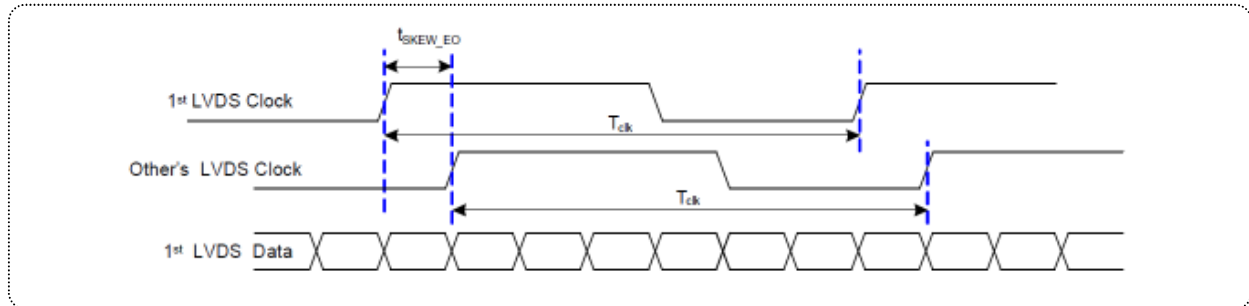 tSKEW_EO
1st LVDS Clock
Tclk
Other's LVDS Clock
Tclk
1st LVDS Data